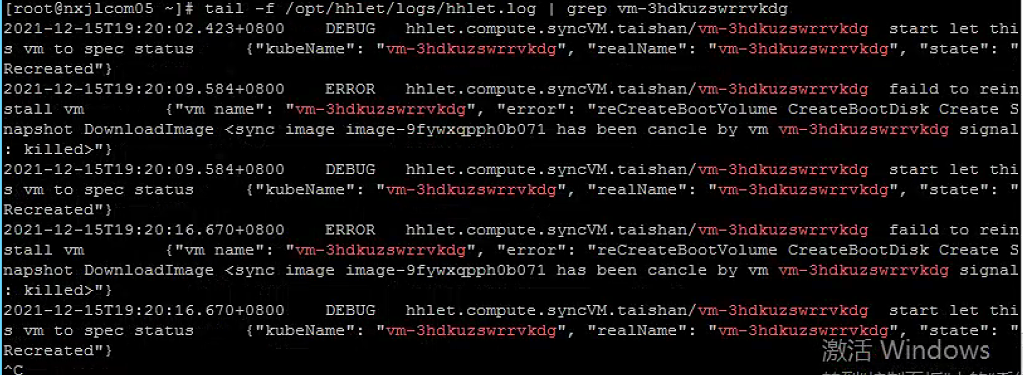 [root@nxjlcom05 ~]# tail -f /opt/hhlet/logs/hhlet.log | grep vm-3hdkuzswrrvkdg
2021-12-15T19:20:02.423+0800    DEBUG   hhlet.compute.syncVM.taishan/vm-3hdkuzswrrvkdg  start let thi
s vm to spec status     {"kubeName": "vm-3hdkuzswrrvkdg", "realName": "vm-3hdkuzswrrvkdg", "state": "
Recreated"}
2021-12-15T19:20:09.584+0800    ERROR   hhlet.compute.syncVM.taishan/vm-3hdkuzswrrvkdg  faild to rein
stall vm        {"vm name": "vm-3hdkuzswrrvkdg", "error": "reCreateBootVolume CreateBootDisk Create S
napshot DownloadImage <sync image image-9fywxqpph0b071 has been cancle by vm vm-3hdkuzswrrvkdg signal
: killed>"}
2021-12-15T19:20:09.584+0800    DEBUG   hhlet.compute.syncVM.taishan/vm-3hdkuzswrrvkdg  start let thi
s vm to spec status     {"kubeName": "vm-3hdkuzswrrvkdg", "realName": "vm-3hdkuzswrrvkdg", "state": "
Recreated"}
2021-12-15T19:20:16.670+0800    ERROR   hhlet.compute.syncVM.taishan/vm-3hdkuzswrrvkdg  faild to rein
stall vm        {"vm name": "vm-3hdkuzswrrvkdg", "error": "reCreateBootVolume CreateBootDisk Create S
napshot DownloadImage <sync image image-9fywxqpph0b071 has been cancle by vm vm-3hdkuzswrrvkdg signal
: killed>"}
2021-12-15T19:20:16.670+0800    DEBUG   hhlet.compute.syncVM.taishan/vm-3hdkuzswrrvkdg  start let thi
s vm to spec status     {"kubeName": "vm-3hdkuzswrrvkdg", "realName": "vm-3hdkuzswrrvkdg", "state": "
Recreated"}
激活 Windows
^C